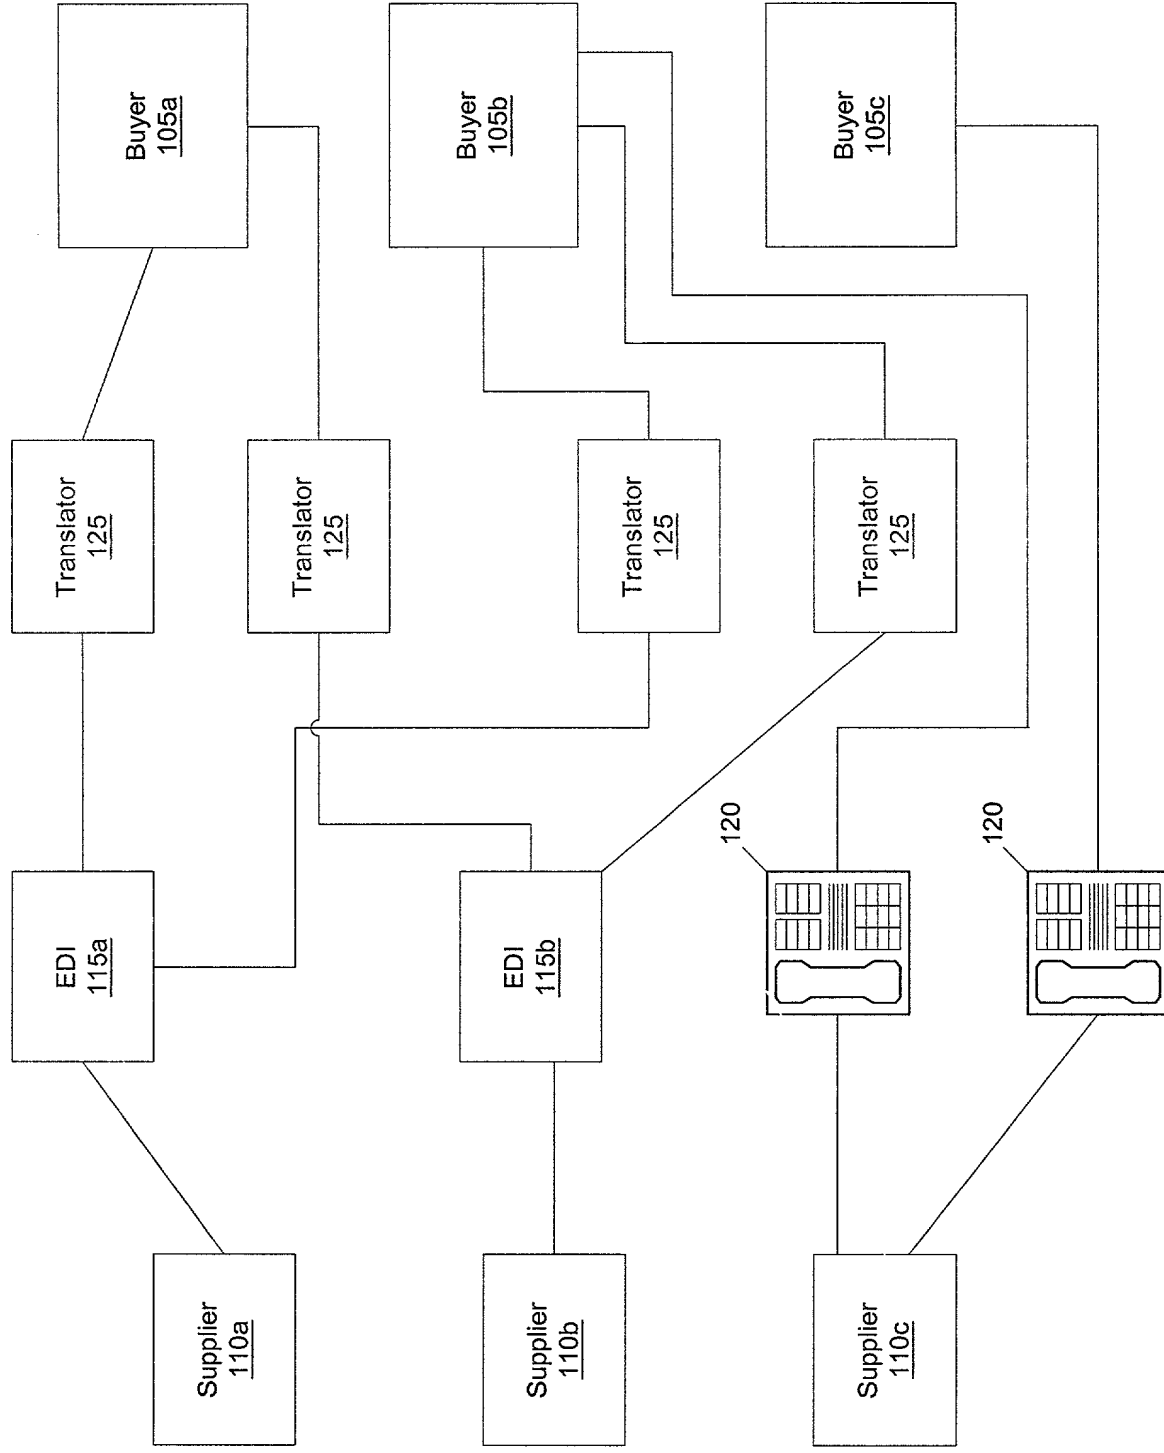 Buyer
105a
Buyer
105b
Buyer
105c
Translator
125
Translator
125
Translator
125
Translator
125
EDI
115a
EDI
115b
120
120
Supplier
110a
Supplier
110b
Supplier
110c